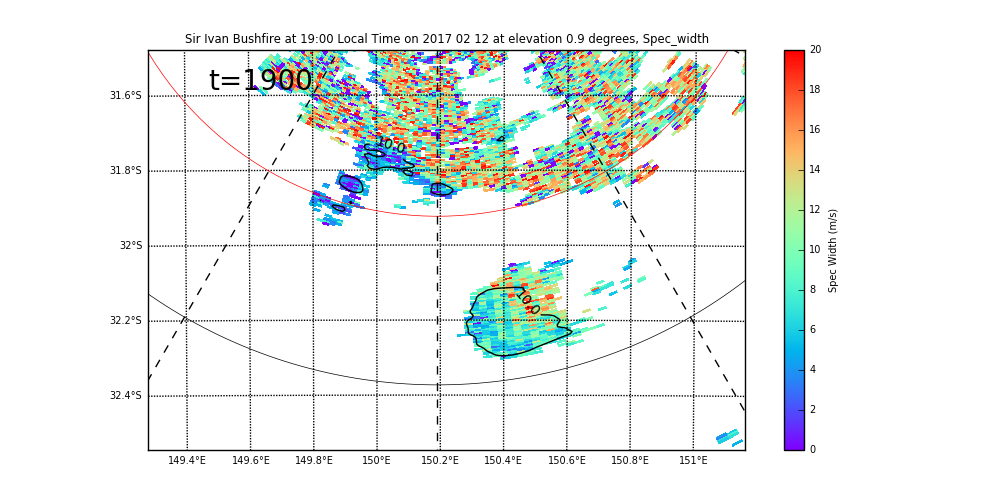 Sir Ivan Bushfire at 19:00 Local Time on 2017 02 12 at elevation 0.9 degrees, Spec_width
t=1900
31.6°S
31.8°S
32°S
32.2°S
32.4°S
149.4°E 149.6°E 149.8°E 150°E 150.2°E 150.4°E 150.6°E 150.8°E 151°E
10.0
10.0
20
18
16
14
12
10
8
6
4
2
0
Spec Width (m/s)